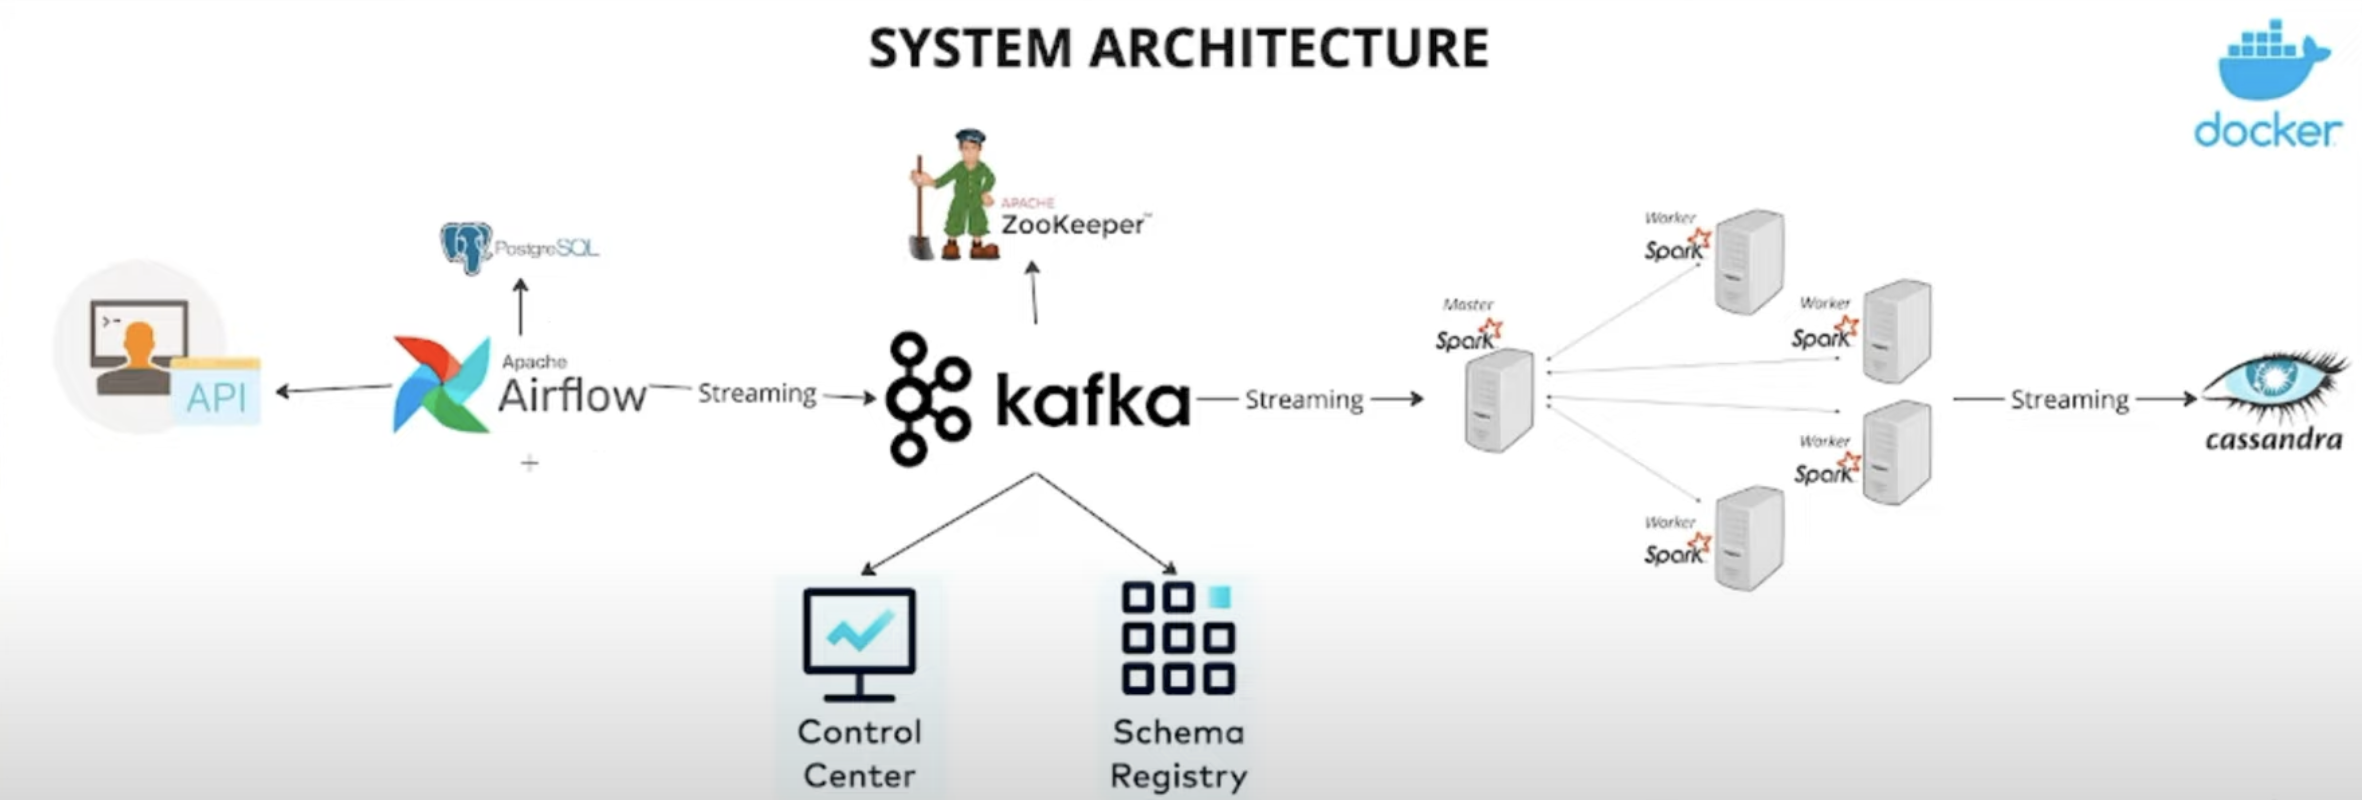 SYSTEM ARCHITECTURE
docker
APACHE
ZooKeeper™
PostgreSQL
>-
API
Apache
Airflow
Streaming
kafka
Streaming
Master
Spark
Worker
Spark
Worker
Spark
Worker
Spark
Worker
Spark
Streaming
cassandra
Control
Center
Schema
Registry